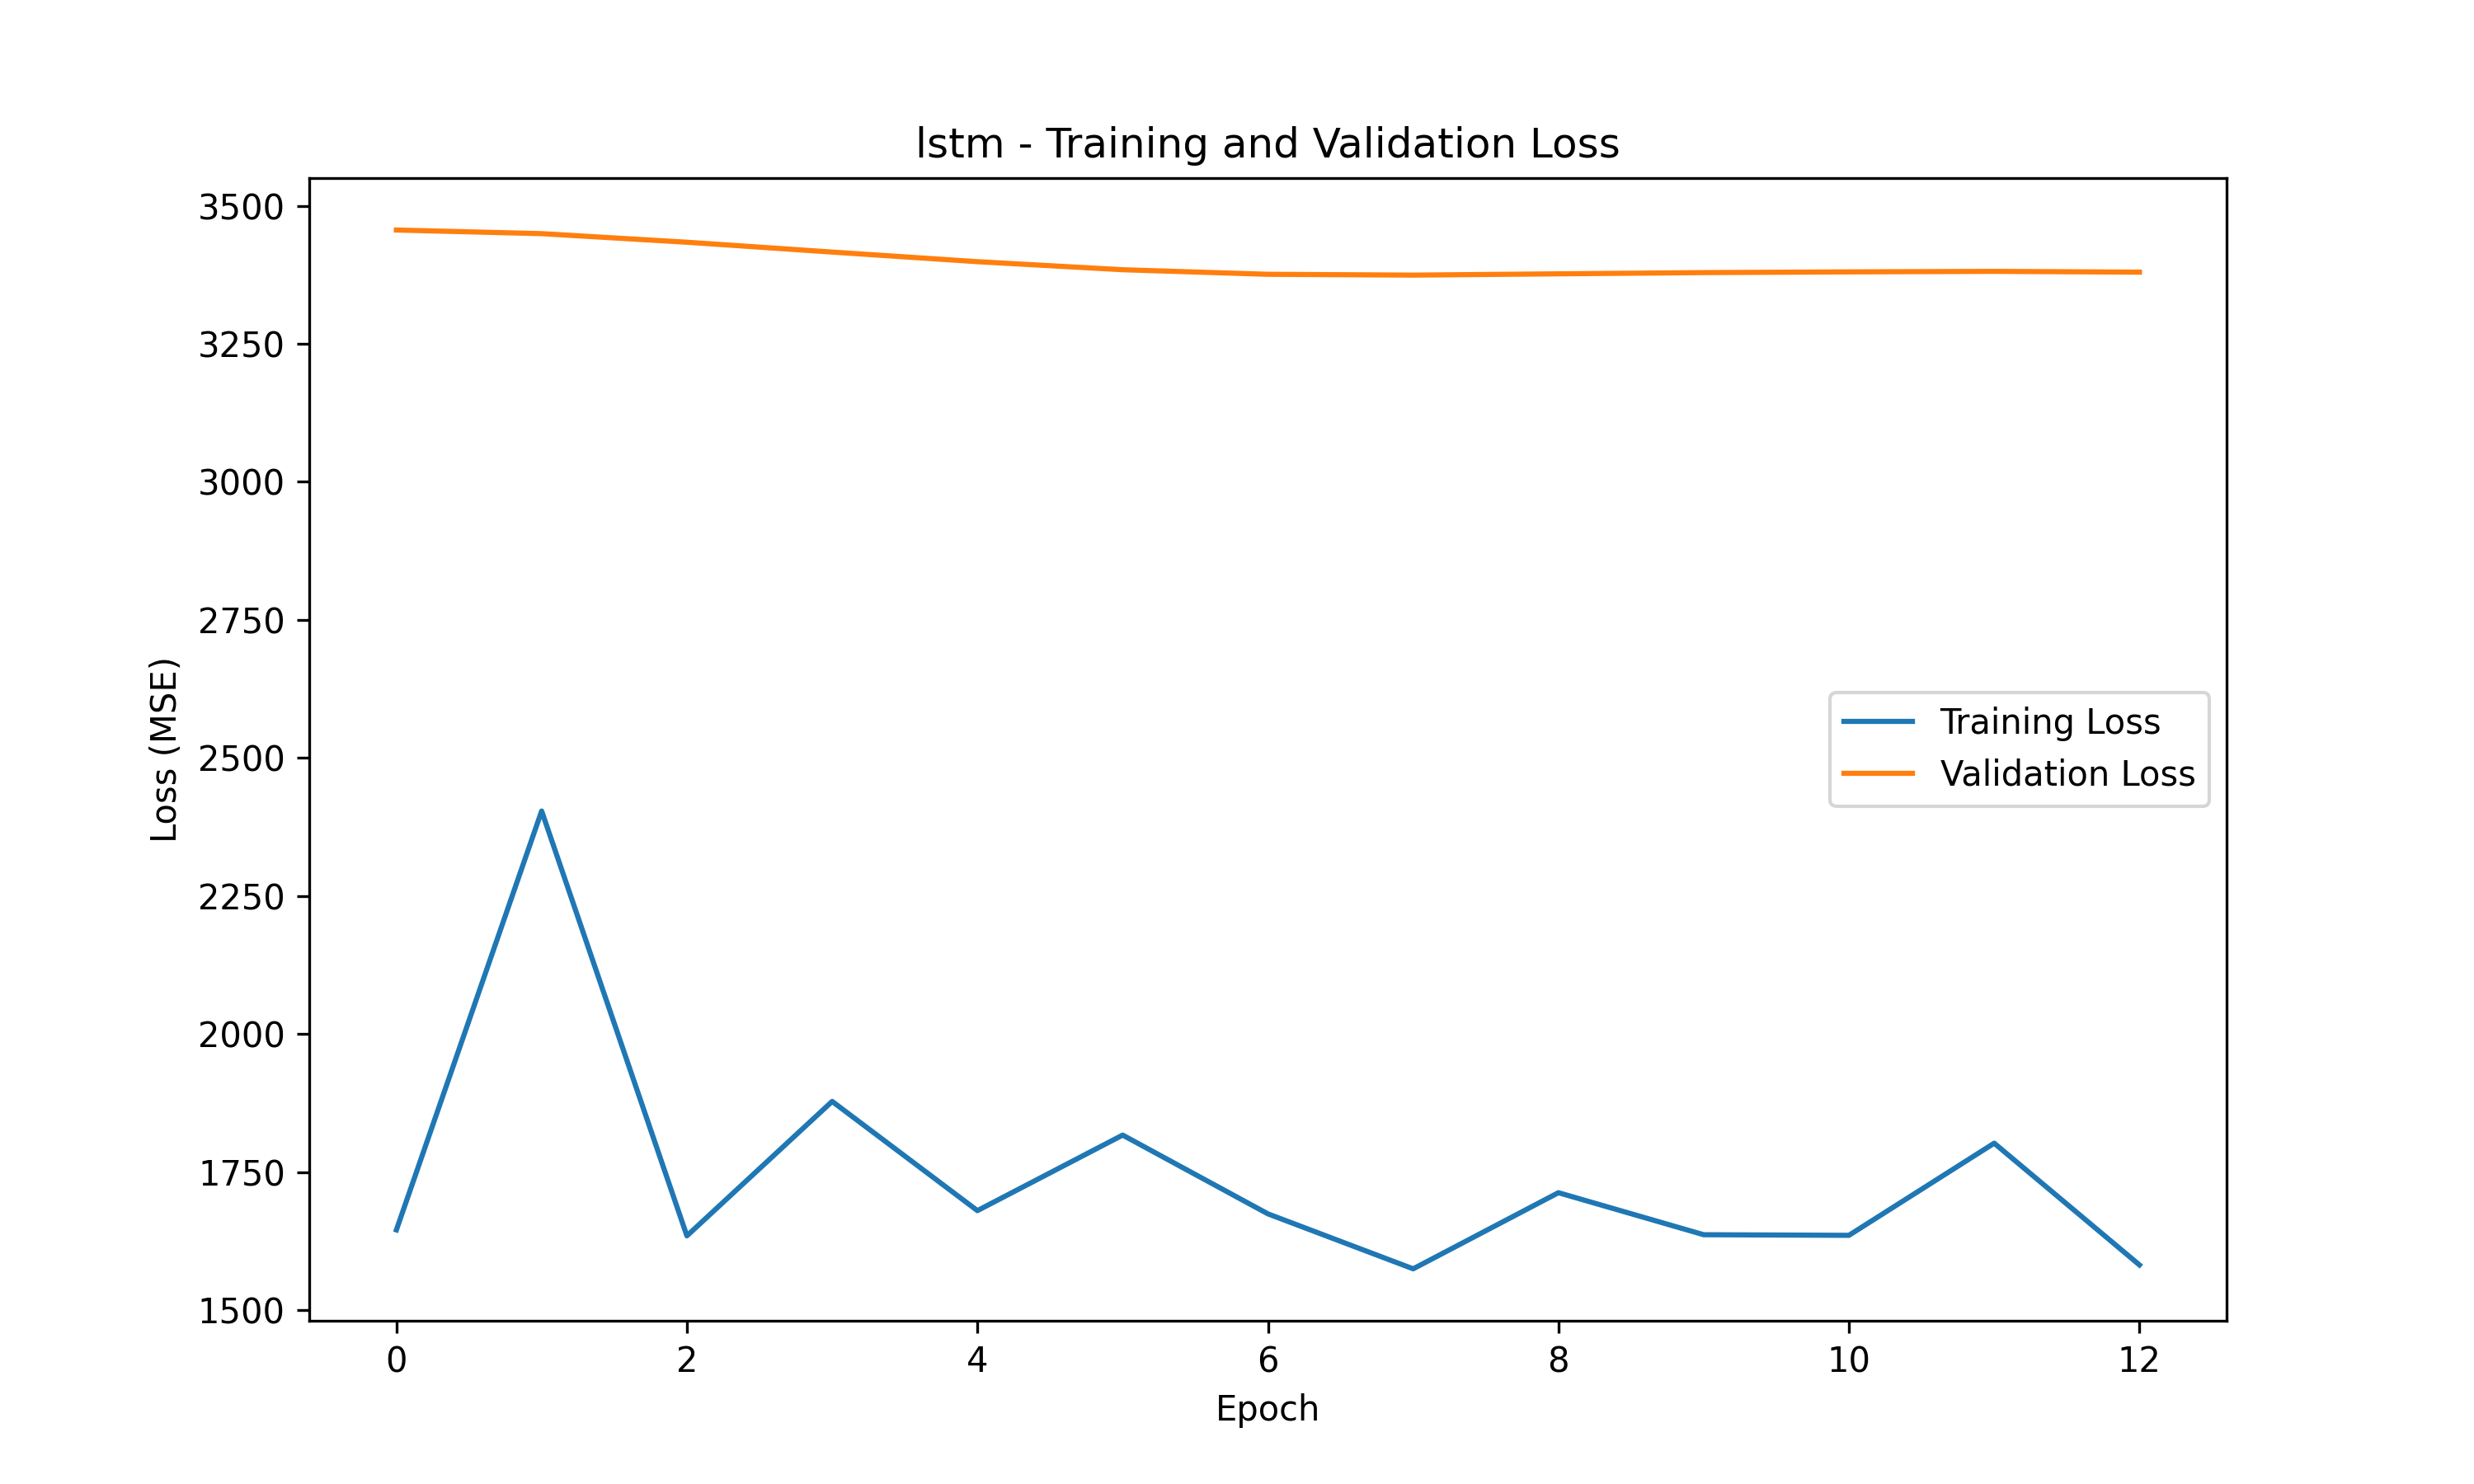 lstm - Training and Validation Loss
3500
3250
3000
2750
2500
2250
2000
1750
1500
Loss (MSE)
Training Loss
Validation Loss
0 2 4 6 8 10 12
Epoch